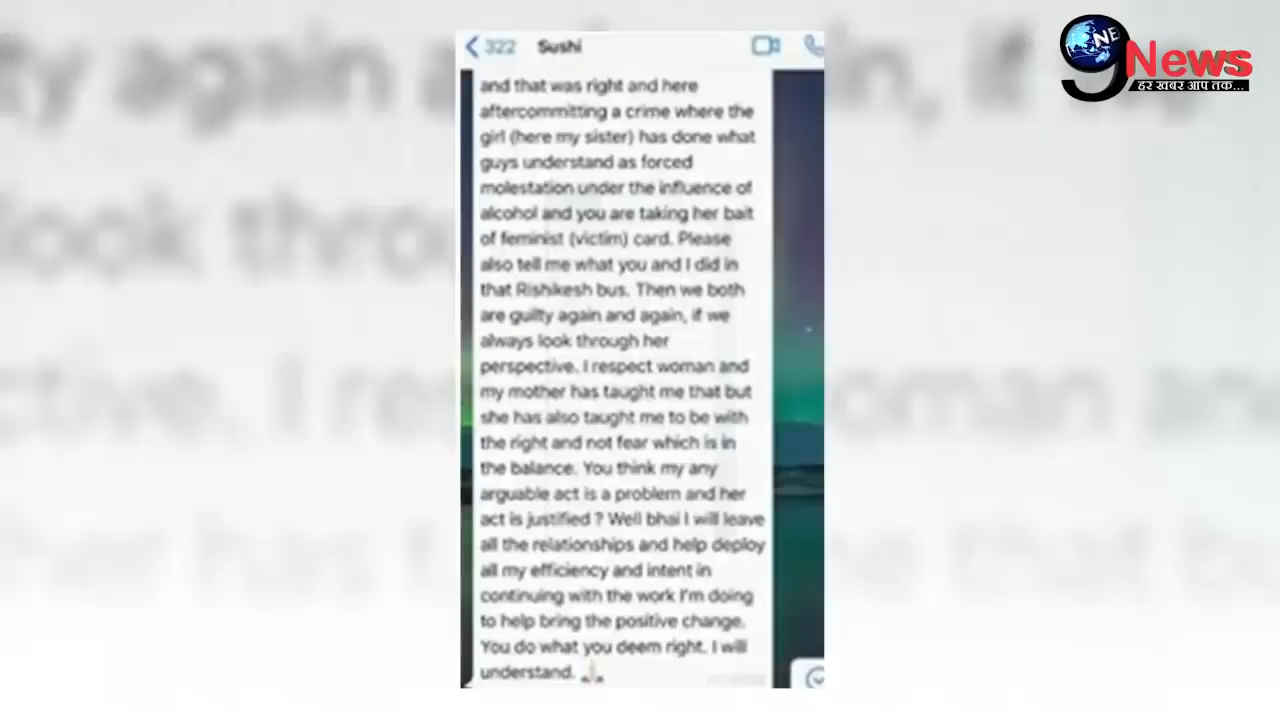 322 Sushi
and that was right and here
aftercommitting a crime where the
girl (here my sister) has done what
guys understand as forced
molestation under the influence of
alcohol and you are taking her bait
of feminist (victim) card. Please
also tell me what you and I did in
that Rishikesh bus. Then we both
are guilty again and again, if we
always look through her
perspective. I respect woman and
my mother has taught me that but
she has also taught me to be with
the right and not fear which is in
the balance. You think my any
arguable act is a problem and her
act is justified ? Well bhai I will leave
all the relationships and help deploy
all my efficiency and intent in
continuing with the work I'm doing
to help bring the positive change.
You do what you deem right. I will
understand. 🙏🏻
9 NE News
हर खबर आप तक...